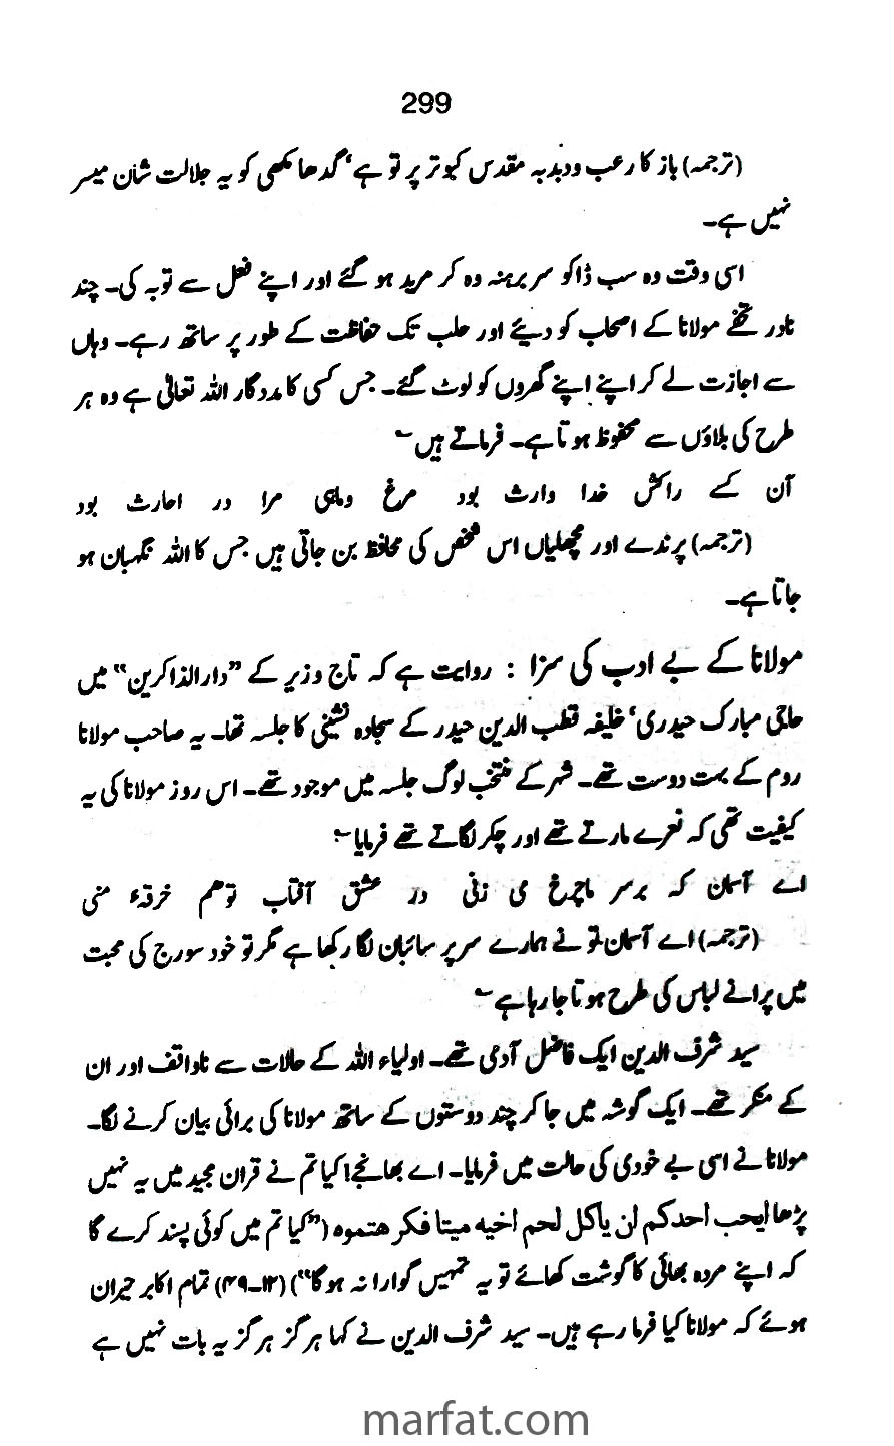 299
(ترجمہ) باز کا رعب ودبدبہ مقدس کبوتر پر تو ہے‘ گدھا مکھی کو یہ جلالت شان میسر
نہیں ہے۔
اسی وقت وہ سب ڈاکو سر برہنہ وہ کر مرید ہو گئے اور اپنے فعل سے توبہ کی۔ چند
نادر تحفے مولانا کے اصحاب کو دیئے اور حلب تک حفاظت کے طور پر ساتھ رہے۔ وہاں
سے اجازت لے کر اپنے اپنے گھروں کو لوٹ گئے۔ جس کسی کا مددگار اللہ تعالیٰ ہے وہ ہر
طرح کی بلاؤں سے محفوظ ہوتا ہے۔ فرماتے ہیں ؎
آن کے راکش خدا وارث بود مرغ وماہی مرا در احارث بود
(ترجمہ) پرندے اور مچھلیاں اس شخص کی محافظ بن جاتی ہیں جس کا اللہ نگہبان ہو
جاتا ہے۔
مولانا کے بے ادب کی سزا : روایت ہے کہ تاج وزیر کے ”دارالذاکرین“ میں
حاجی مبارک حیدری‘ خلیفہ قطب الدین حیدر کے سجادہ نشینی کا جلسہ تھا۔ یہ صاحب مولانا
روم کے بہت دوست تھے۔ شہر کے منتخب لوگ جلسہ میں موجود تھے۔ اس روز مولانا کی یہ
کیفیت تھی کہ نعرے مارتے تھے اور چکر لگاتے تھے فرمایا ؎
اے آسمان کہ برسر ماچرخ می زنی در عشق آفتاب توہم خرقہء منی
(ترجمہ) اے آسمان تو نے ہمارے سر پر سائبان لگا رکھا ہے مگر تو خود سورج کی محبت
میں پرانے لباس کی طرح ہوتا جا رہا ہے ؎
سید شرف الدین ایک فاضل آدمی تھے۔ اولیاء اللہ کے حالات سے ناواقف اور ان
کے منکر تھے۔ ایک گوشہ میں جا کر چند دوستوں کے ساتھ مولانا کی برائی بیان کرنے لگا۔
مولانا نے اسی بے خودی کی حالت میں فرمایا۔ اے بھانجے! کیا تم نے قران مجید میں یہ نہیں
پڑھا ایحب احدکم ان یاکل لحم اخیہ میتا فکر ھتموہ (”کیا تم میں کوئی پسند کرے گا
کہ اپنے مردہ بھائی کا گوشت کھائے تو یہ تمہیں گوارا نہ ہوگا“) (۱۲۔۴۹) تمام اکابر حیران
ہوئے کہ مولانا کیا فرما رہے ہیں۔ سید شرف الدین نے کہا ہرگز ہرگز یہ بات نہیں ہے
marfat.com